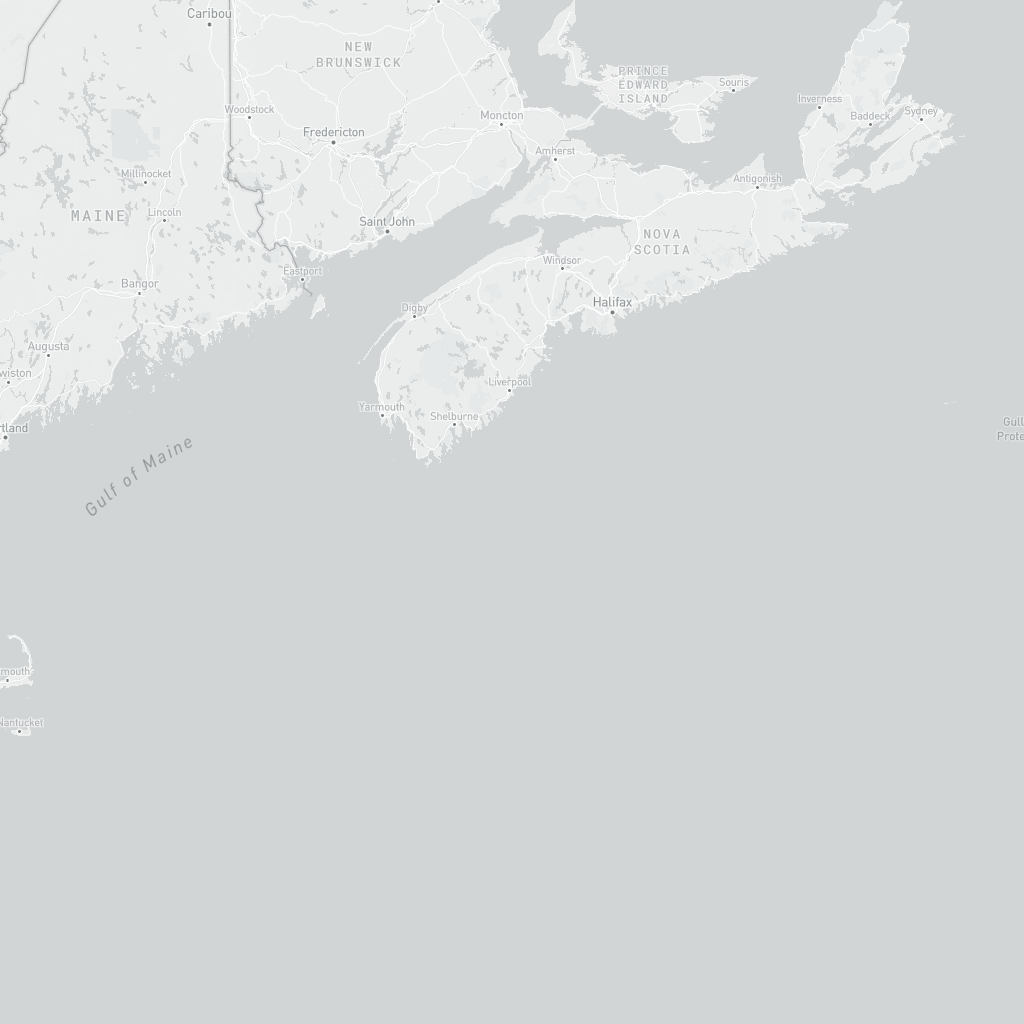 Caribou
NEW
BRUNSWICK
PRINCE
EDWARD
ISLAND
Souris
Inverness
Baddeck
Sydney
Woodstock
Moncton
Fredericton
Amherst
Millinocket
Antigonish
Lincoln
MAINE
Saint John
NOVA
SCOTIA
Windsor
Eastport
Bangor
Halifax
Digby
Augusta
wiston
Liverpool
Yarmouth
Shelburne
rtland
Gull
Prote
Gulf of Maine
mouth
Nantucket